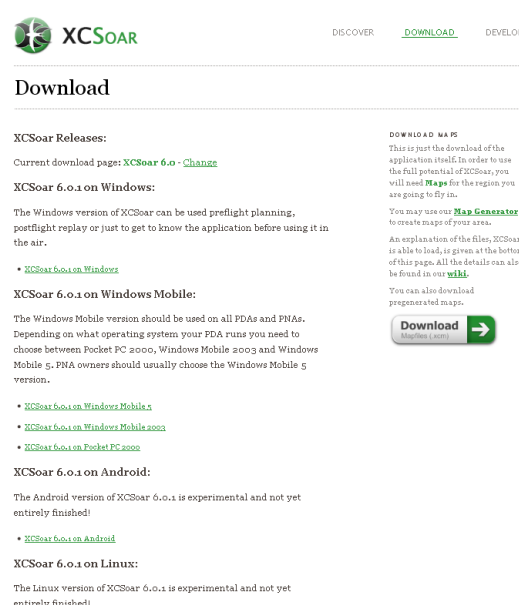 XCSOAR
DISCOVER DOWNLOAD DEVELO
Download
XCSoar Releases:
Current download page: XCSoar 6.0 - Change
XCSoar 6.0.1 on Windows:
The Windows version of XCSoar can be used preflight planning,
postflight replay or just to get to know the application before using it in
the air.
• XCSoar 6.0.1 on Windows
XCSoar 6.0.1 on Windows Mobile:
The Windows Mobile version should be used on all PDAs and PNAs.
Depending on what operating system your PDA runs you need to
choose between Pocket PC 2000, Windows Mobile 2003 and Windows
Mobile 5. PNA owners should usually choose the Windows Mobile 5
version.
• XCSoar 6.0.1 on Windows Mobile 5
• XCSoar 6.0.1 on Windows Mobile 2003
• XCSoar 6.0.1 on Pocket PC 2000
XCSoar 6.0.1 on Android:
The Android version of XCSoar 6.0.1 is experimental and not yet
entirely finished!
• XCSoar 6.0.1 on Android
XCSoar 6.0.1 on Linux:
The Linux version of XCSoar 6.0.1 is experimental and not yet
entirely finished!
DOWNLOAD MAPS
This is just the download of the
application itself. In order to use
the full potential of XCSoar, you
will need Maps for the region you
are going to fly in.
You may use our Map Generator
to create maps of your area.
An explanation of the files, XCSoar
is able to load, is given at the botto
of this page. All the details can als
be found in our wiki.
You can also download
pregenerated maps.
Download
Mapfiles (.xcm)